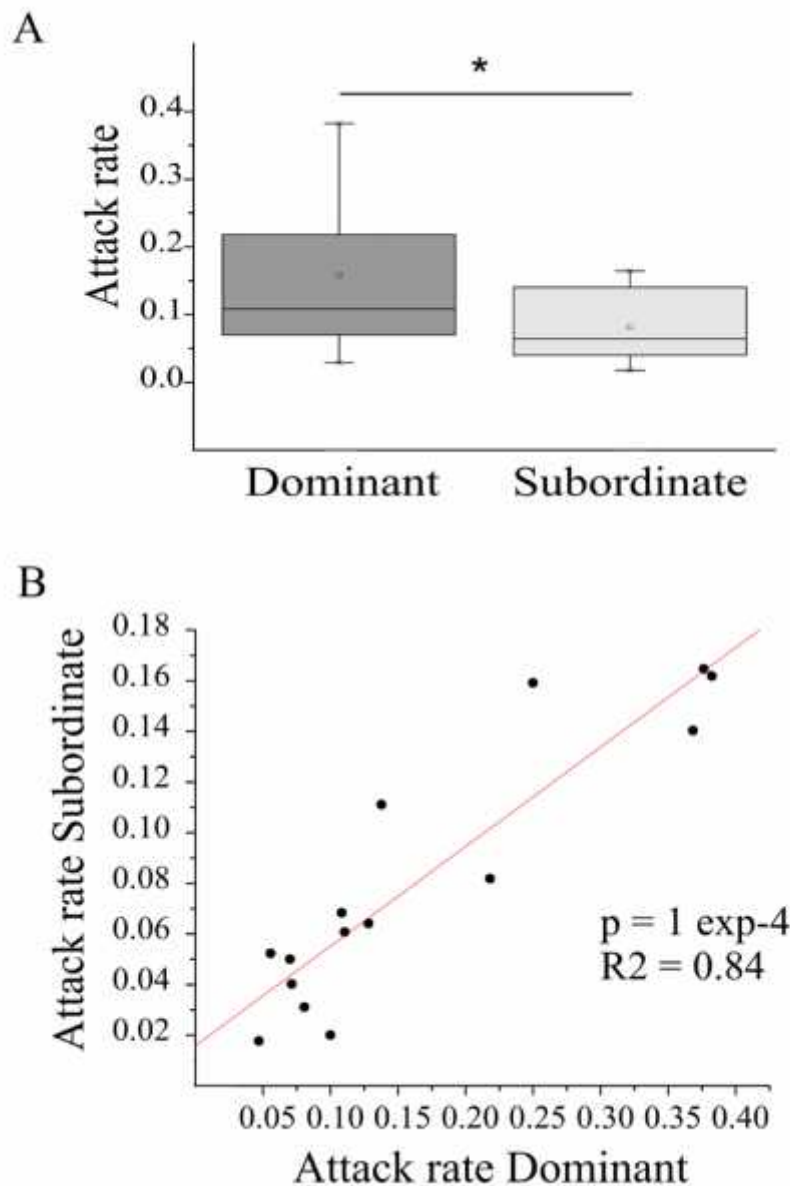 A
*
Attack rate
0.4
0.3
0.2
0.1
0.0
Dominant Subordinate
B
Attack rate Subordinate
0.18
0.16
0.14
0.12
0.10
0.08
0.06
0.04
0.02
p = 1 exp-4
R2 = 0.84
0.05 0.10 0.15 0.20 0.25 0.30 0.35 0.40
Attack rate Dominant